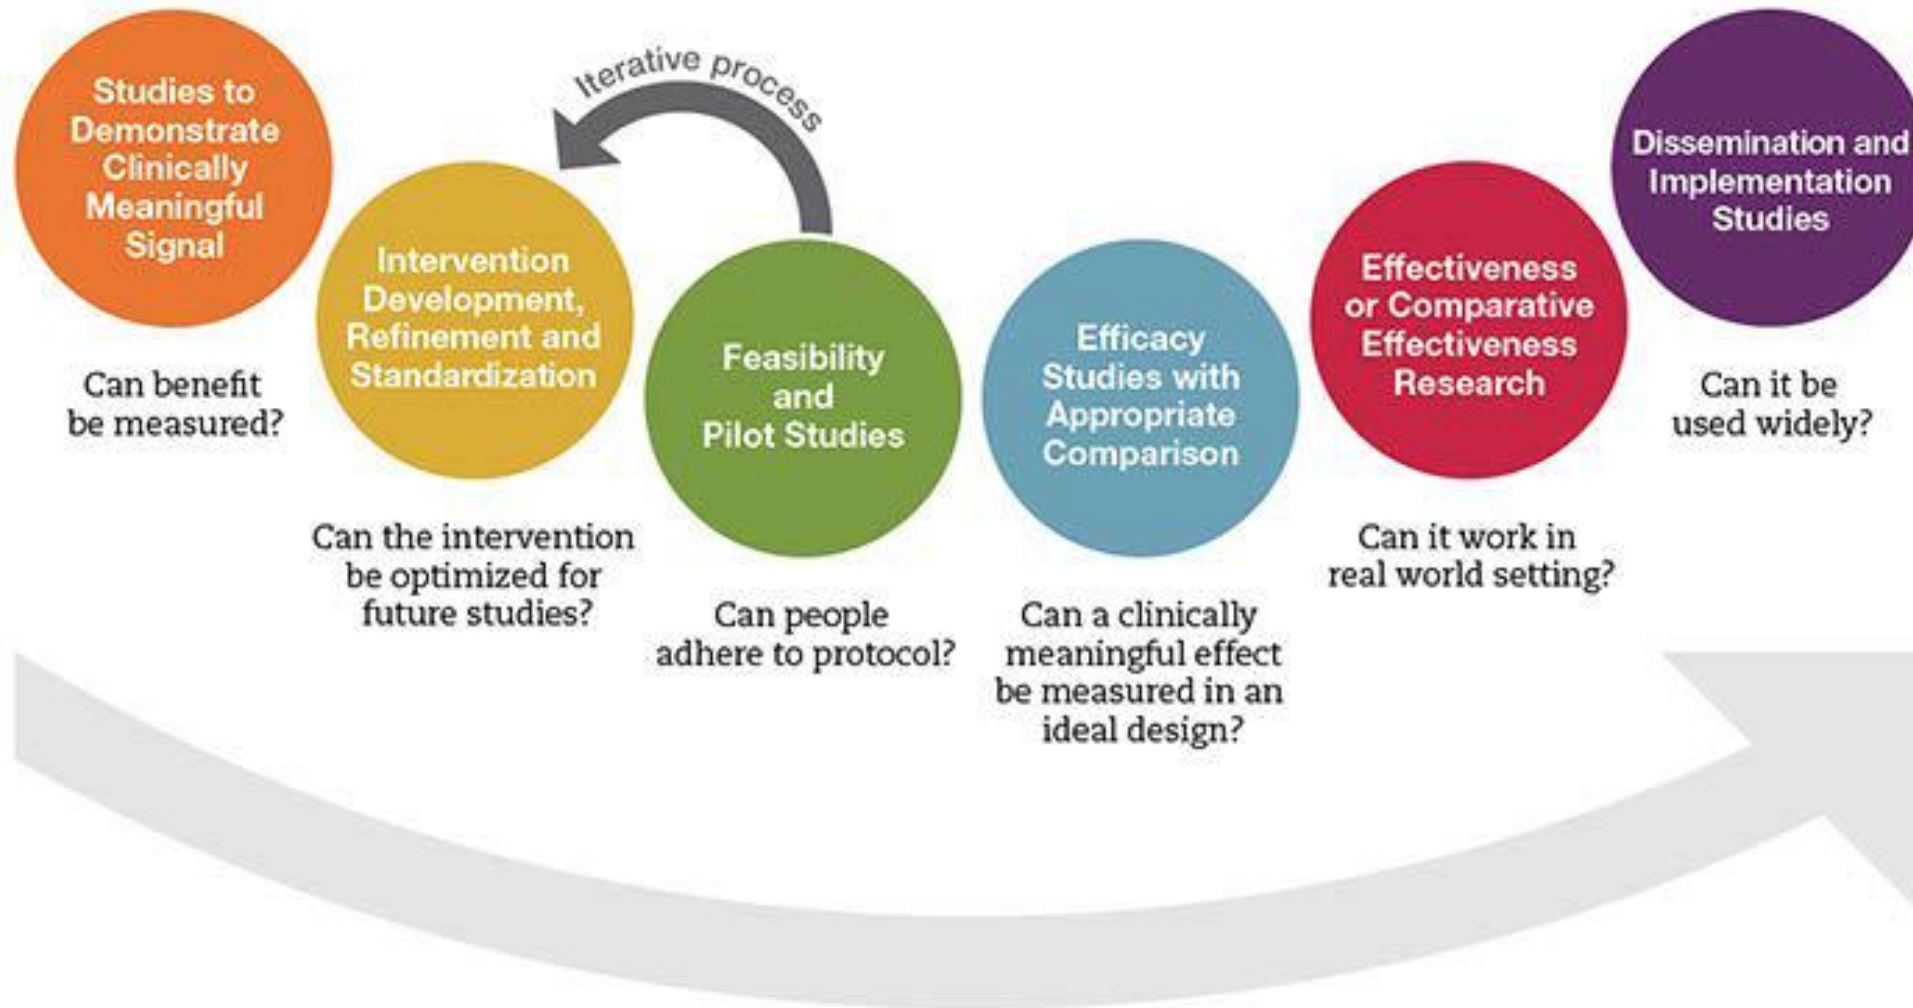 Studies to
Demonstrate
Clinically
Meaningful
Signal
Can benefit
be measured?
Iterative process
Intervention
Development,
Refinement and
Standardization
Can the intervention
be optimized for
future studies?
Feasibility
and
Pilot Studies
Can people
adhere to protocol?
Efficacy
Studies with
Appropriate
Comparison
Can a clinically
meaningful effect
be measured in an
ideal design?
Effectiveness
or Comparative
Effectiveness
Research
Can it work in
real world setting?
Dissemination and
Implementation
Studies
Can it be
used widely?